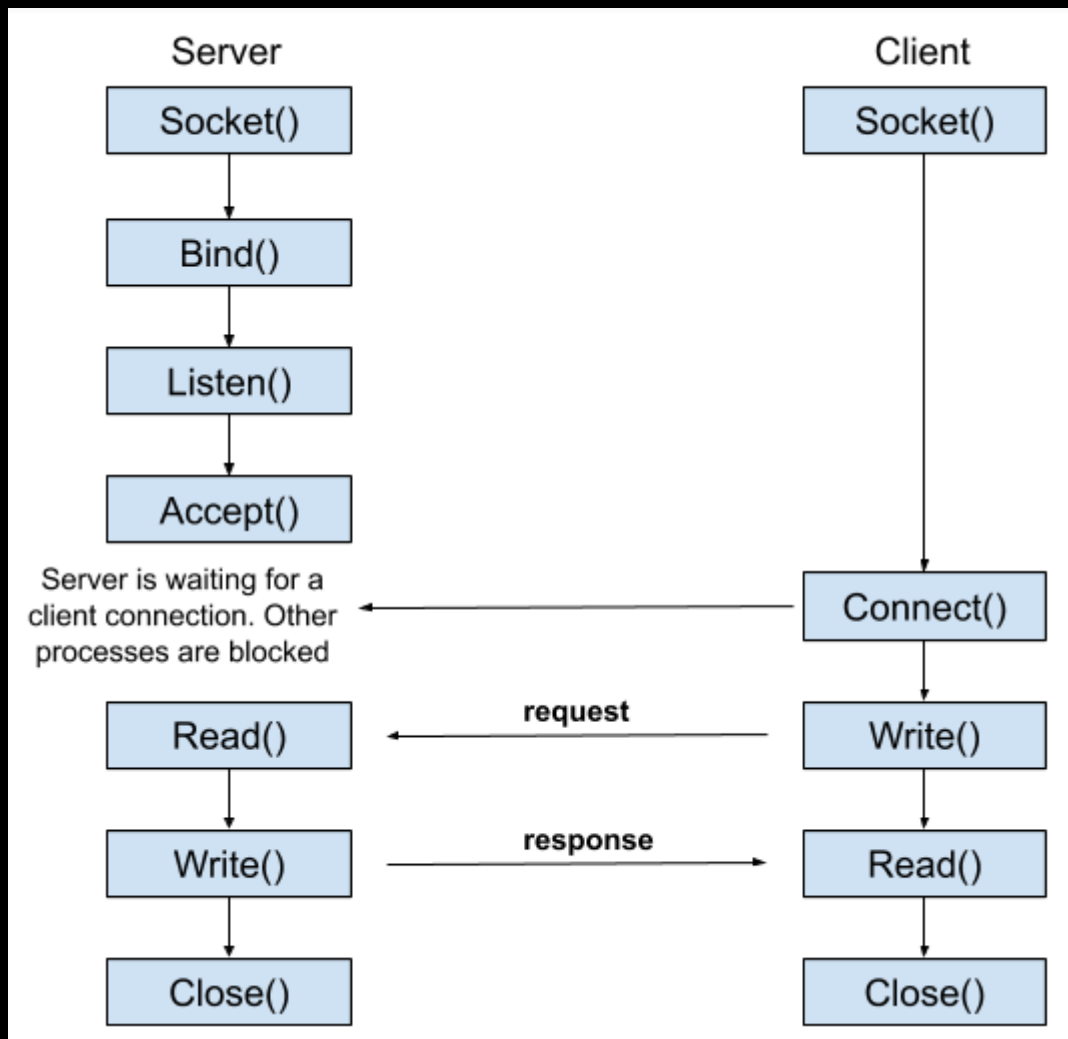 Server
Client
Socket()
Socket()
Bind()
Listen()
Accept()
Server is waiting for a
client connection. Other
processes are blocked
Connect()
Read()
request
Write()
Write()
response
Read()
Close()
Close()